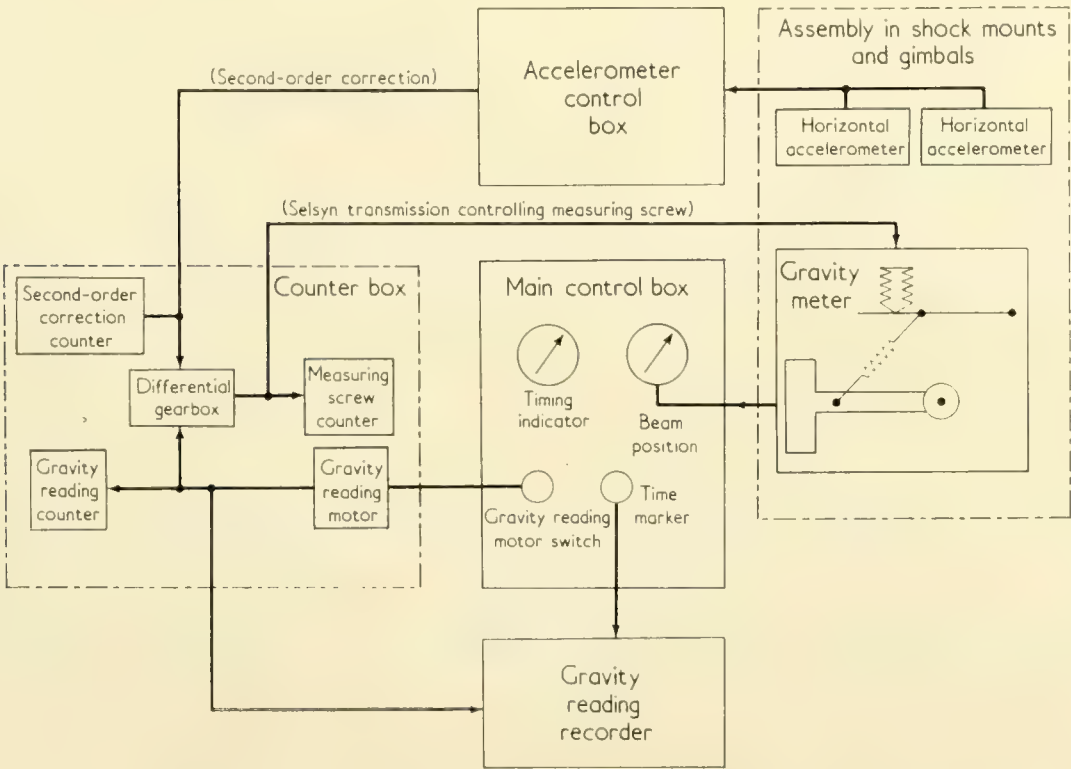 Assembly in shock mounts
and gimbals
(Second-order correction)
Accelerometer
control
box
Horizontal
accelerometer
Horizontal
accelerometer
(Selsyn transmission controlling measuring screw)
Counter box
Second-order
correction
counter
Differential
gearbox
Measuring
screw
counter
Gravity
reading
counter
Gravity
reading
motor
Main control box
Timing
indicator
Beam
position
Gravity reading
motor switch
Time
marker
Gravity
meter
Gravity
reading
recorder